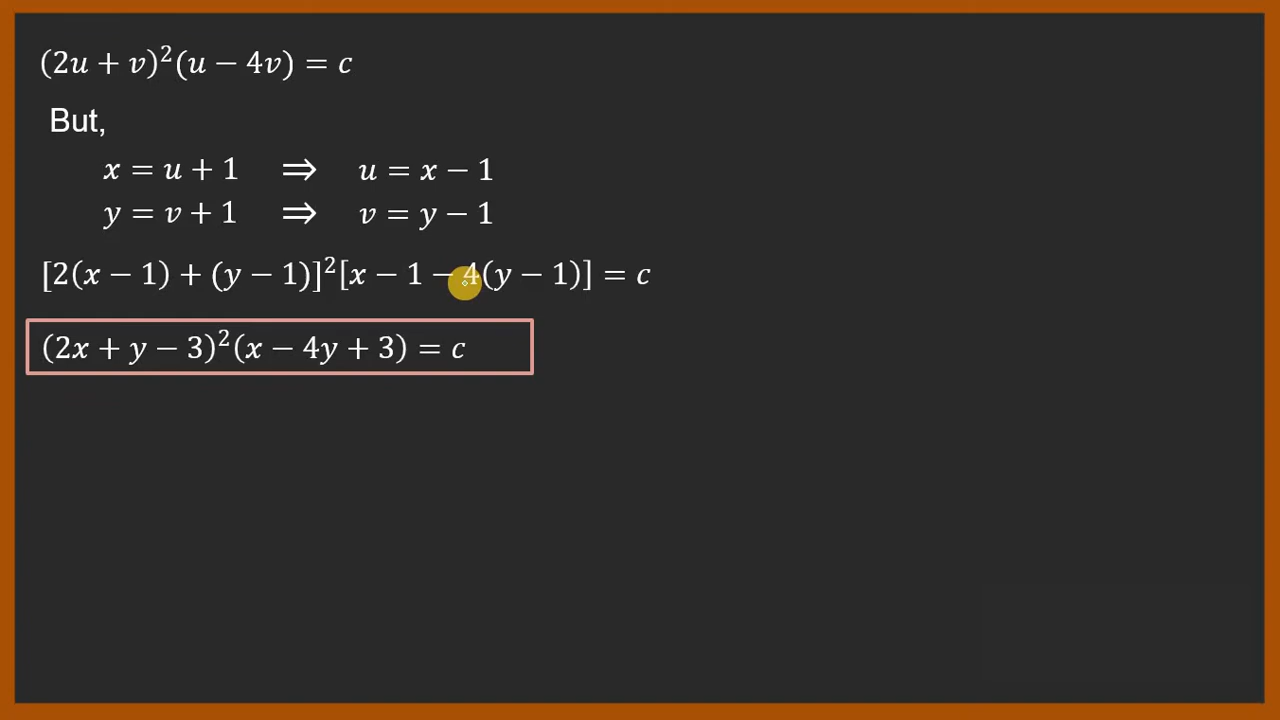 (2u + v)²(u − 4v) = c
But,
x = u + 1 ⟹ u = x − 1
y = v + 1 ⟹ v = y − 1
[2(x − 1) + (y − 1)]²[x − 1 − 4(y − 1)] = c
(2x + y − 3)²(x − 4y + 3) = c